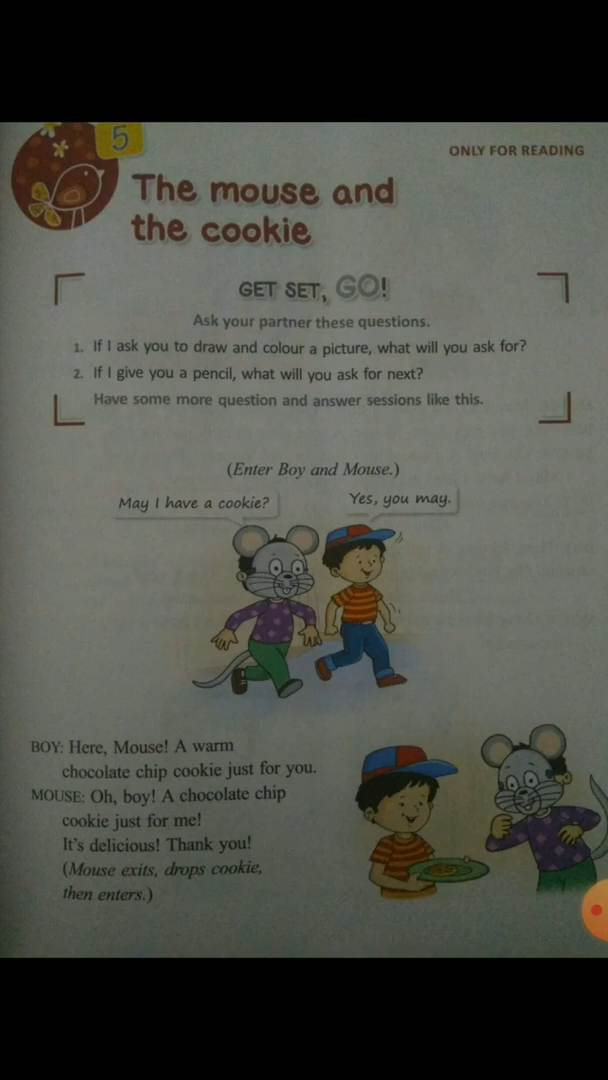 5
ONLY FOR READING
The mouse and
the cookie
GET SET, GO!
Ask your partner these questions.
1. If I ask you to draw and colour a picture, what will you ask for?
2. If I give you a pencil, what will you ask for next?
Have some more question and answer sessions like this.
(Enter Boy and Mouse.)
May I have a cookie?
Yes, you may.
BOY: Here, Mouse! A warm
chocolate chip cookie just for you.
MOUSE: Oh, boy! A chocolate chip
cookie just for me!
It's delicious! Thank you!
(Mouse exits, drops cookie,
then enters.)